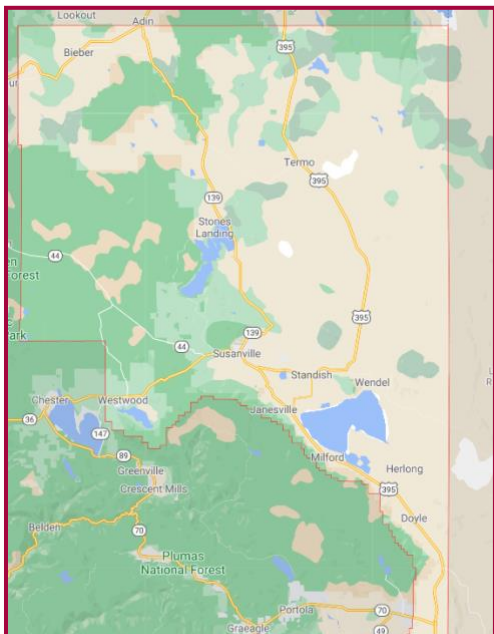 Lookout
Adin
Bieber
395
Termo
395
139
Stones
Landing
44
en
Forest
395
139
44
Park
Susanville
Standish
Wendel
Chester
Westwood
Janesville
36
147
Milford
89
Greenville
Herlong
395
Crescent Mills
Doyle
Belden
70
Plumas
National Forest
Portola
70
Graeagle
49